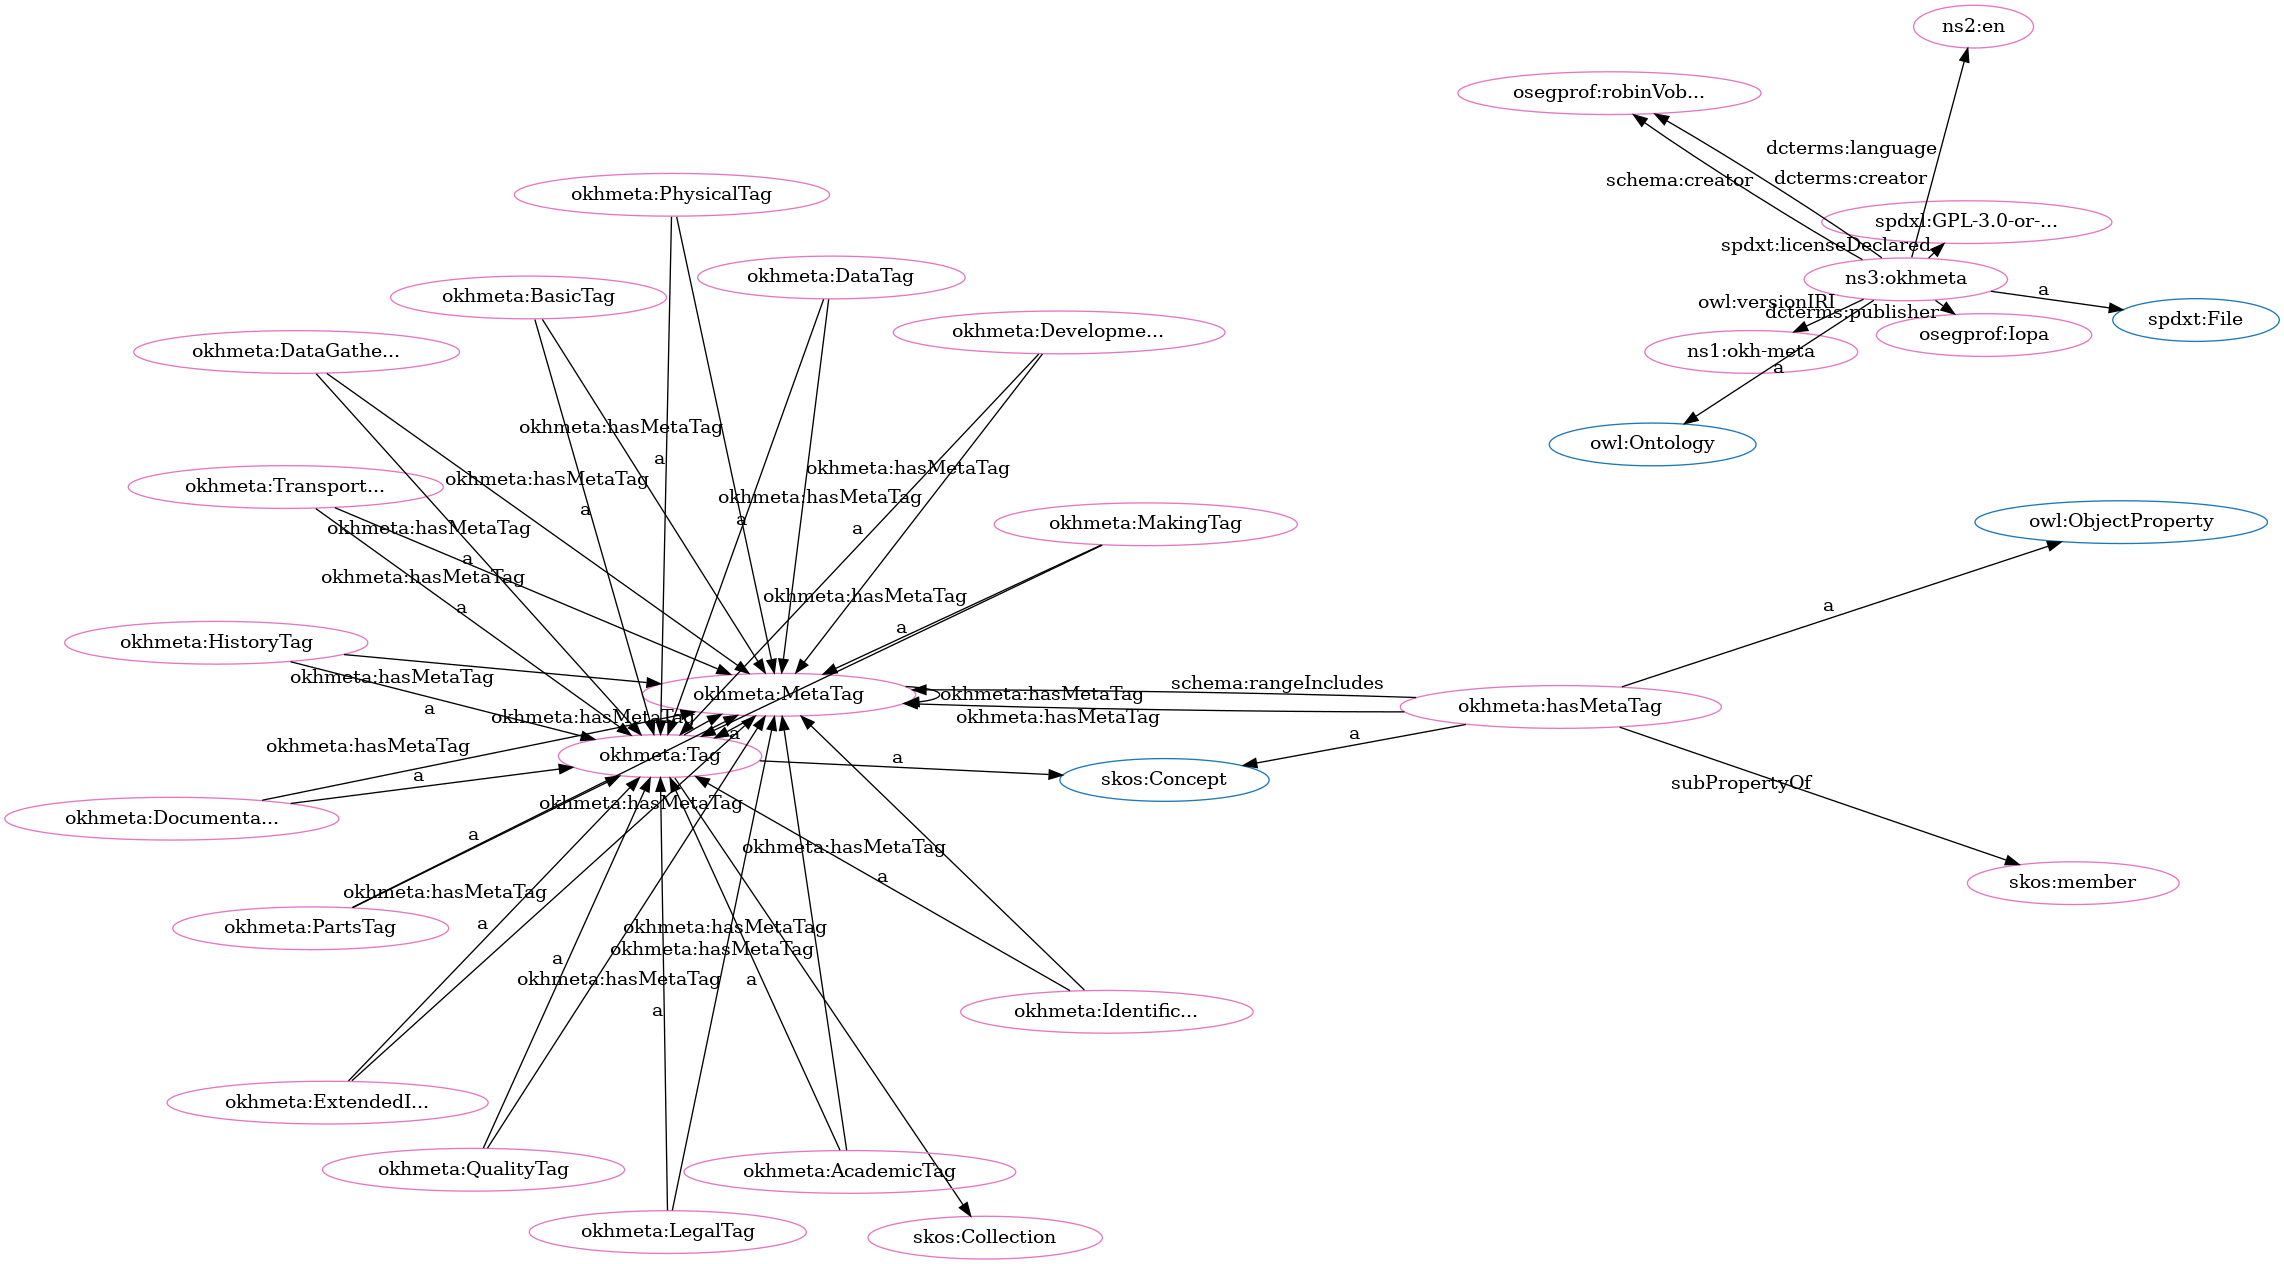 ns2:en
osegprof:robinVob...
dcterms:language
dcterms:creator
schema:creator
okhmeta:PhysicalTag
spdxl:GPL-3.0-or-...
spdxt:licenseDeclared
okhmeta:DataTag
ns3:okhmeta
a
okhmeta:BasicTag
owl:versionIRI
dcterms:publisher
spdxt:File
okhmeta:Developme...
osegprof:Iopa
okhmeta:DataGathe...
ns1:okh-meta
a
okhmeta:hasMetaTag
owl:Ontology
a
okhmeta:hasMetaTag
okhmeta:hasMetaTag
okhmeta:Transport...
okhmeta:hasMetaTag
a
a
okhmeta:MakingTag
owl:ObjectProperty
okhmeta:hasMetaTag
a
a
okhmeta:hasMetaTag
okhmeta:hasMetaTag
a
a
a
okhmeta:HistoryTag
okhmeta:hasMetaTag
schema:rangeIncludes
okhmeta:MetaTag
okhmeta:hasMetaTag
okhmeta:hasMetaTag
a
okhmeta:hasMetaTag
okhmeta:hasMetaTag
a
a
okhmeta:hasMetaTag
okhmeta:Tag
a
skos:Concept
a
subPropertyOf
okhmeta:hasMetaTag
okhmeta:Documenta...
a
okhmeta:hasMetaTag
a
skos:member
okhmeta:hasMetaTag
a
okhmeta:PartsTag
okhmeta:hasMetaTag
okhmeta:hasMetaTag
a
okhmeta:hasMetaTag
a
a
okhmeta:Identific...
okhmeta:ExtendedI...
okhmeta:QualityTag
okhmeta:AcademicTag
okhmeta:LegalTag
skos:Collection